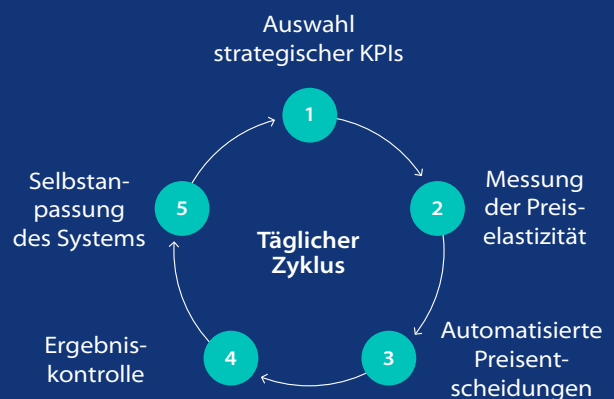 Auswahl
strategischer KPIs
1
Messung
der Preis-
elastizität
2
Automatisierte
Preisent-
scheidungen
3
Ergebnis-
kontrolle
4
Selbstan-
passung
des Systems
5
Täglicher
Zyklus